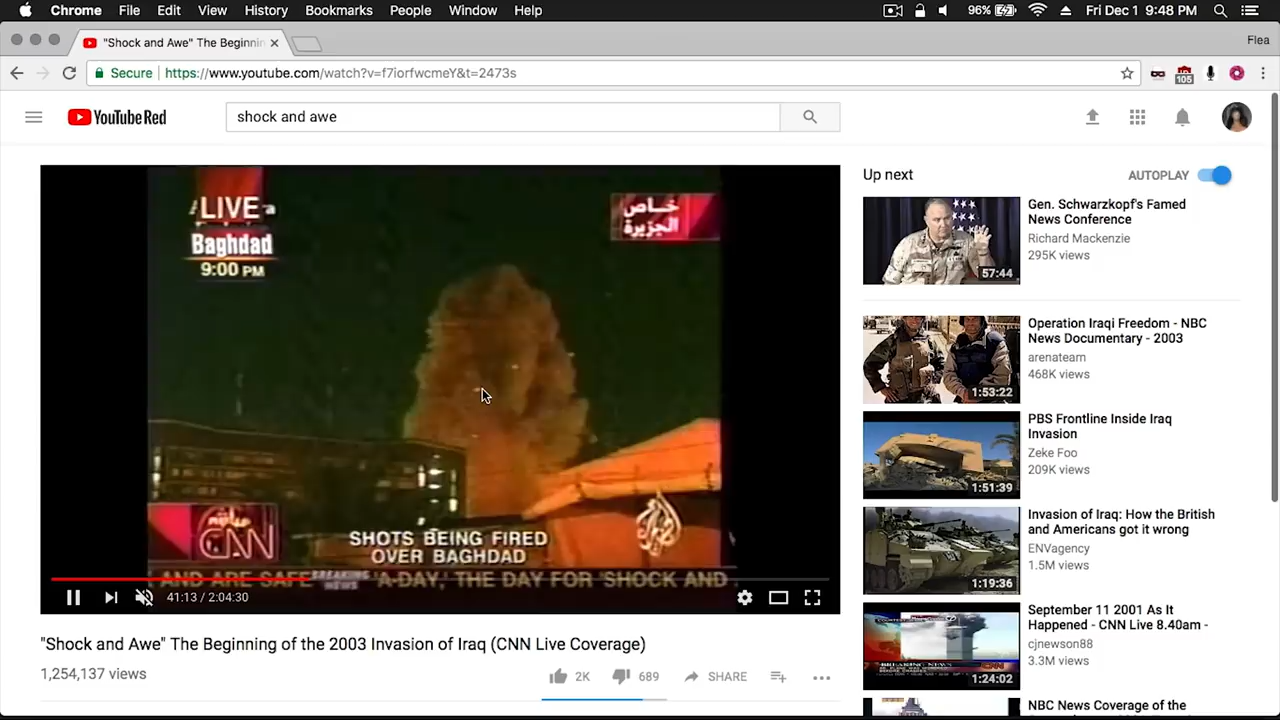 Chrome File Edit View History Bookmarks People Window Help 96% Fri Dec 1 9:48 PM
"Shock and Awe" The Beginnin
Flea
Secure https://www.youtube.com/watch?v=f7iorfwcmeY&t=2473s
105
YouTube Red
shock and awe
LIVE
Baghdad
9:00 PM
خاص
الجزيرة
CNN
SHOTS BEING FIRED
OVER BAGHDAD
AND ARE SAFE BREAKING NEWS 'A-DAY,' THE DAY FOR 'SHOCK AND
41:13 / 2:04:30
"Shock and Awe" The Beginning of the 2003 Invasion of Iraq (CNN Live Coverage)
1,254,137 views
2K 689 SHARE
Up next AUTOPLAY
Gen. Schwarzkopf's Famed
News Conference
Richard Mackenzie
295K views
57:44
Operation Iraqi Freedom - NBC
News Documentary - 2003
arenateam
468K views
1:53:22
PBS Frontline Inside Iraq
Invasion
Zeke Foo
209K views
1:51:39
Invasion of Iraq: How the British
and Americans got it wrong
ENVagency
1.5M views
1:19:36
September 11 2001 As It
Happened - CNN Live 8.40am -
cjnewson88
3.3M views
1:24:02
NBC News Coverage of the